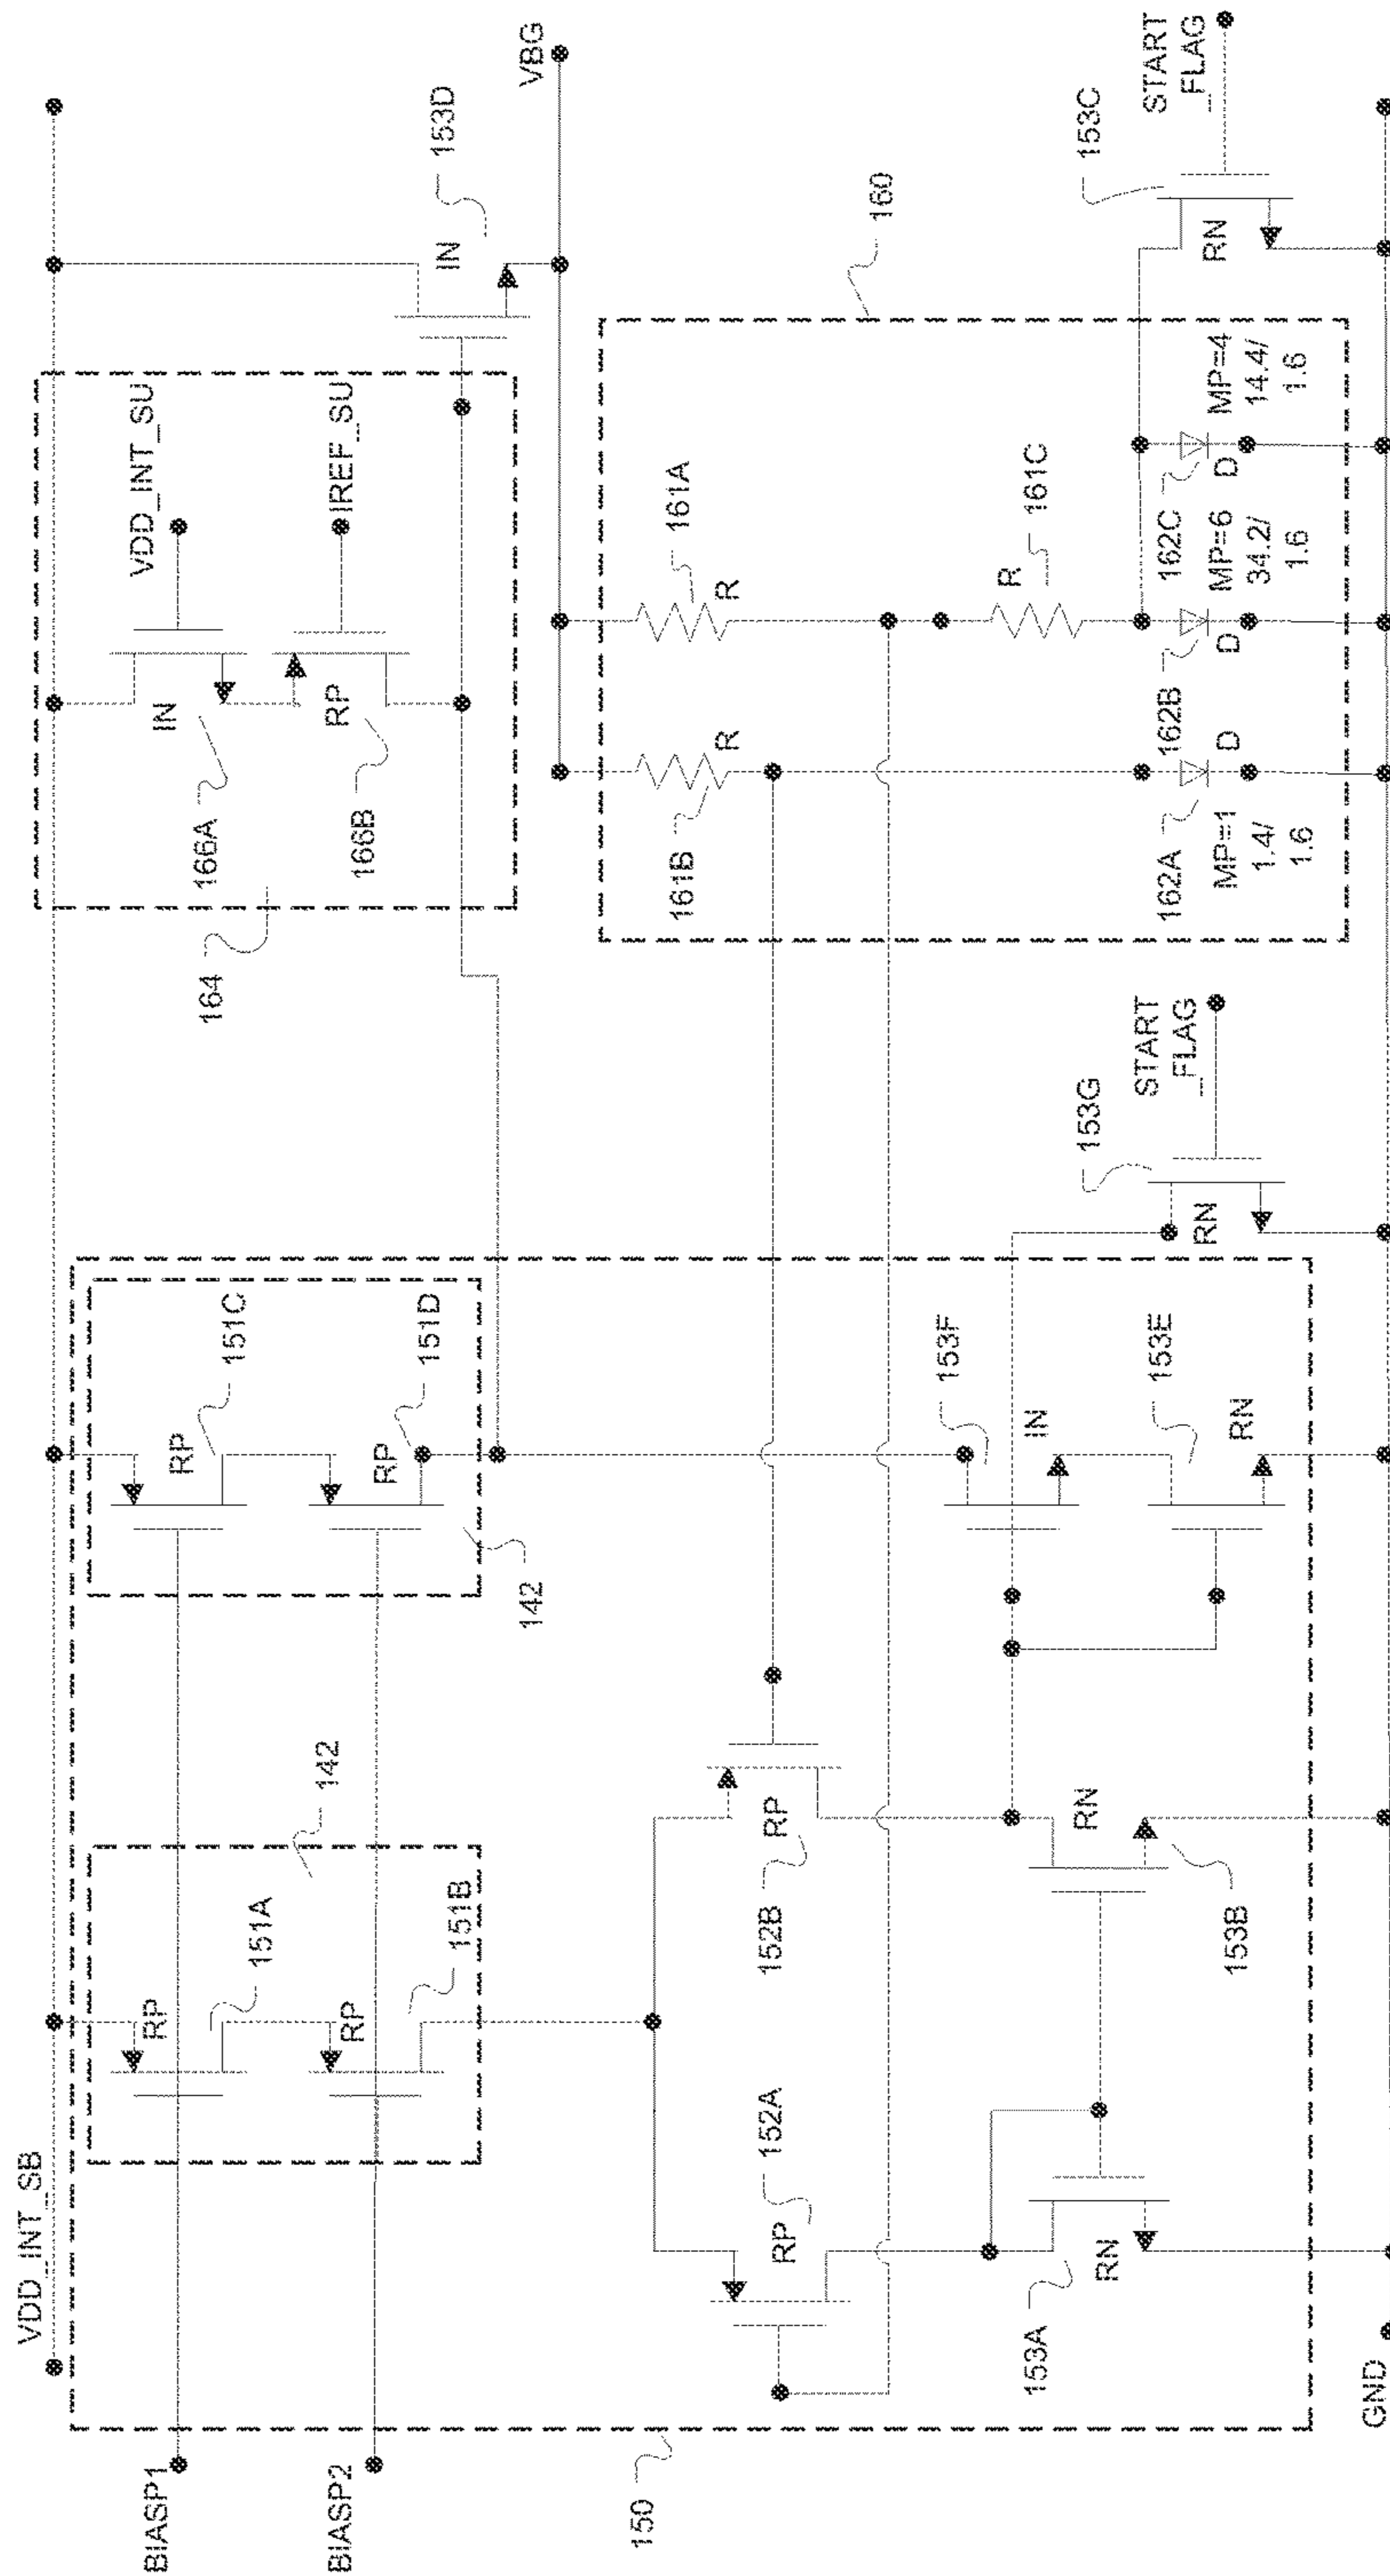 VDD_INT_SB
BIASP1
BIASP2
150
RP
151A
RP
151B
142
RP
151C
RP
151D
142
164
IN
166A
VDD_INT_SU
RP
166B
IREF_SU
IN
153D
VBG
RP
152A
RP
152B
153A
RN
RN
153B
153F
IN
153E
RN
153G
RN
START
_FLAG
160
161B
R
161A
R
R
161C
162A
D
MP=1
1.4/
1.6
162B
D
MP=6
34.2/
1.6
162C
D
MP=4
14.4/
1.6
153C
RN
START
_FLAG
GND